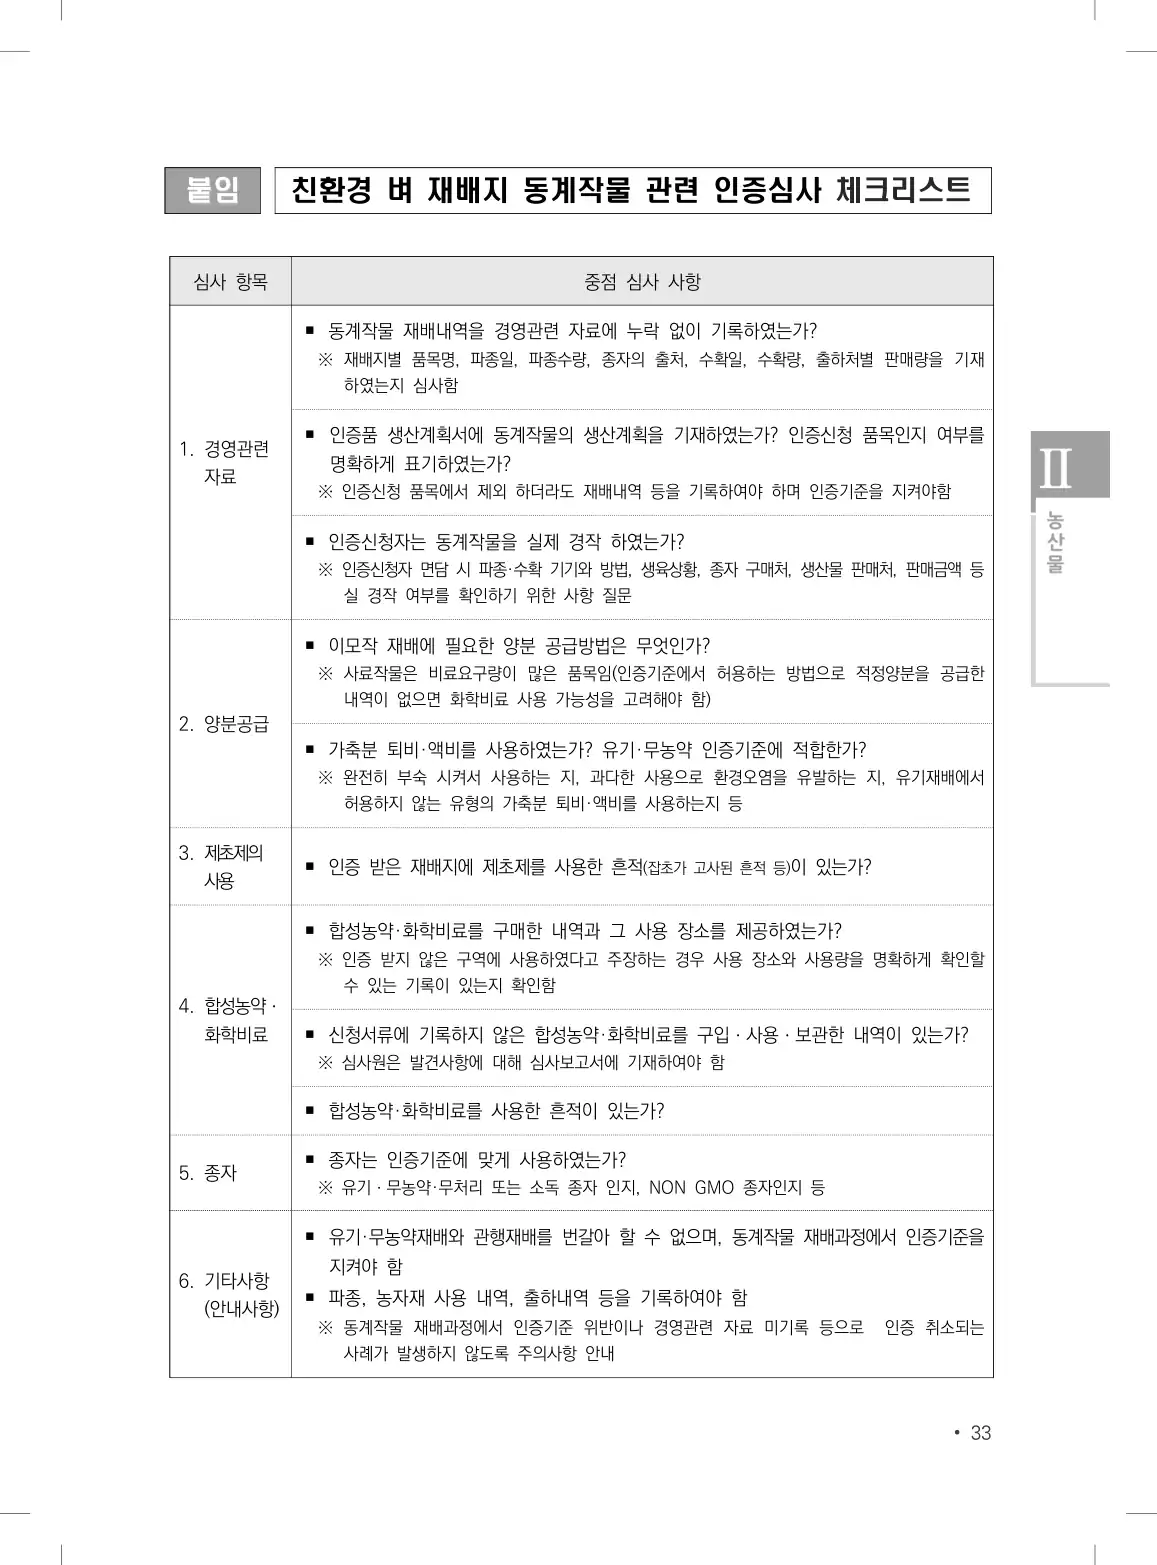 붙임
친환경 벼 재배지 동계작물 관련 인증심사 체크리스트
심사 항목
중점 심사 사항
1. 경영관련
자료
■ 동계작물 재배내역을 경영관련 자료에 누락 없이 기록하였는가?
※ 재배지별 품목명, 파종일, 파종수량, 종자의 출처, 수확일, 수확량, 출하처별 판매량을 기재
하였는지 심사함
■ 인증품 생산계획서에 동계작물의 생산계획을 기재하였는가? 인증신청 품목인지 여부를
명확하게 표기하였는가?
※ 인증신청 품목에서 제외 하더라도 재배내역 등을 기록하여야 하며 인증기준을 지켜야함
■ 인증신청자는 동계작물을 실제 경작 하였는가?
※ 인증신청자 면담 시 파종·수확 기기와 방법, 생육상황, 종자 구매처, 생산물 판매처, 판매금액 등
실 경작 여부를 확인하기 위한 사항 질문
2. 양분공급
■ 이모작 재배에 필요한 양분 공급방법은 무엇인가?
※ 사료작물은 비료요구량이 많은 품목임(인증기준에서 허용하는 방법으로 적정양분을 공급한
내역이 없으면 화학비료 사용 가능성을 고려해야 함)
■ 가축분 퇴비·액비를 사용하였는가? 유기·무농약 인증기준에 적합한가?
※ 완전히 부숙 시켜서 사용하는 지, 과다한 사용으로 환경오염을 유발하는 지, 유기재배에서
허용하지 않는 유형의 가축분 퇴비·액비를 사용하는지 등
3. 제초제의
사용
■ 인증 받은 재배지에 제초제를 사용한 흔적(잡초가 고사된 흔적 등)이 있는가?
4. 합성농약·
화학비료
■ 합성농약·화학비료를 구매한 내역과 그 사용 장소를 제공하였는가?
※ 인증 받지 않은 구역에 사용하였다고 주장하는 경우 사용 장소와 사용량을 명확하게 확인할
수 있는 기록이 있는지 확인함
■ 신청서류에 기록하지 않은 합성농약·화학비료를 구입·사용·보관한 내역이 있는가?
※ 심사원은 발견사항에 대해 심사보고서에 기재하여야 함
■ 합성농약·화학비료를 사용한 흔적이 있는가?
5. 종자
■ 종자는 인증기준에 맞게 사용하였는가?
※ 유기·무농약·무처리 또는 소독 종자 인지, NON GMO 종자인지 등
6. 기타사항
(안내사항)
■ 유기·무농약재배와 관행재배를 번갈아 할 수 없으며, 동계작물 재배과정에서 인증기준을
지켜야 함
■ 파종, 농자재 사용 내역, 출하내역 등을 기록하여야 함
※ 동계작물 재배과정에서 인증기준 위반이나 경영관련 자료 미기록 등으로 인증 취소되는
사례가 발생하지 않도록 주의사항 안내
Ⅱ
농산물
• 33